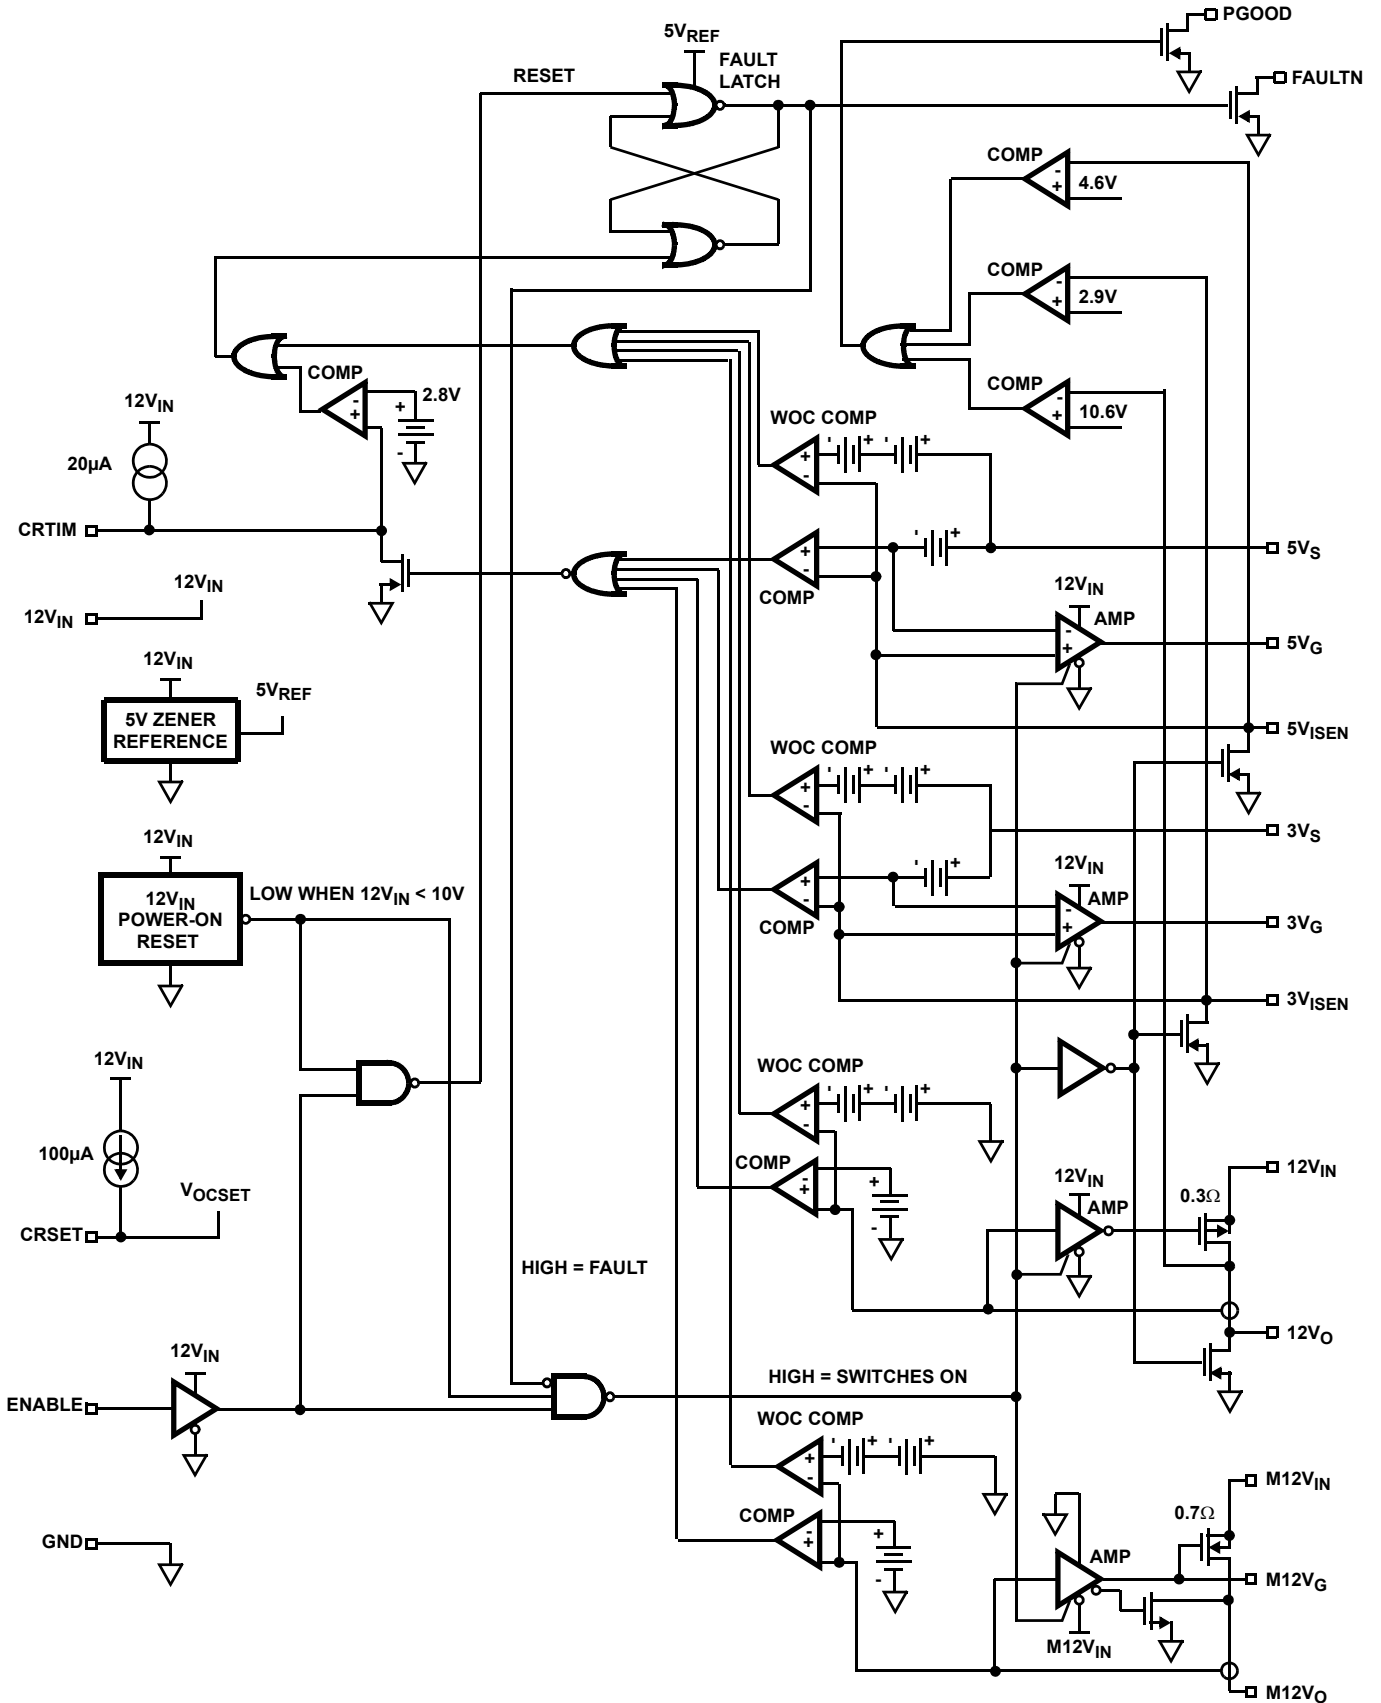 PGOOD
5VREF
FAULT
LATCH
RESET
FAULTN
COMP
-
+
4.6V
COMP
-
+
2.9V
COMP
-
+
10.6V
COMP
-
+
+
2.8V
-
12VIN
20µA
CRTIM
WOC COMP
+
-
- + - +
5VS
+
-
- +
COMP
12VIN
AMP
-
+
5VG
12VIN
12VIN
12VIN
5VREF
5V ZENER
REFERENCE
5VISEN
WOC COMP
+
-
- + - +
3VS
12VIN
12VIN
POWER-ON
RESET
LOW WHEN 12VIN < 10V
+
-
- +
COMP
12VIN
AMP
-
+
3VG
3VISEN
12VIN
100µA
VOCSET
CRSET
WOC COMP
+
-
- + - +
COMP
-
+
+
-
12VIN
AMP
12VIN
0.3Ω
HIGH = FAULT
12VO
12VIN
ENABLE
HIGH = SWITCHES ON
WOC COMP
+
-
- + - +
M12VIN
0.7Ω
COMP
-
+
+
-
GND
AMP
M12VG
M12VIN
M12VO